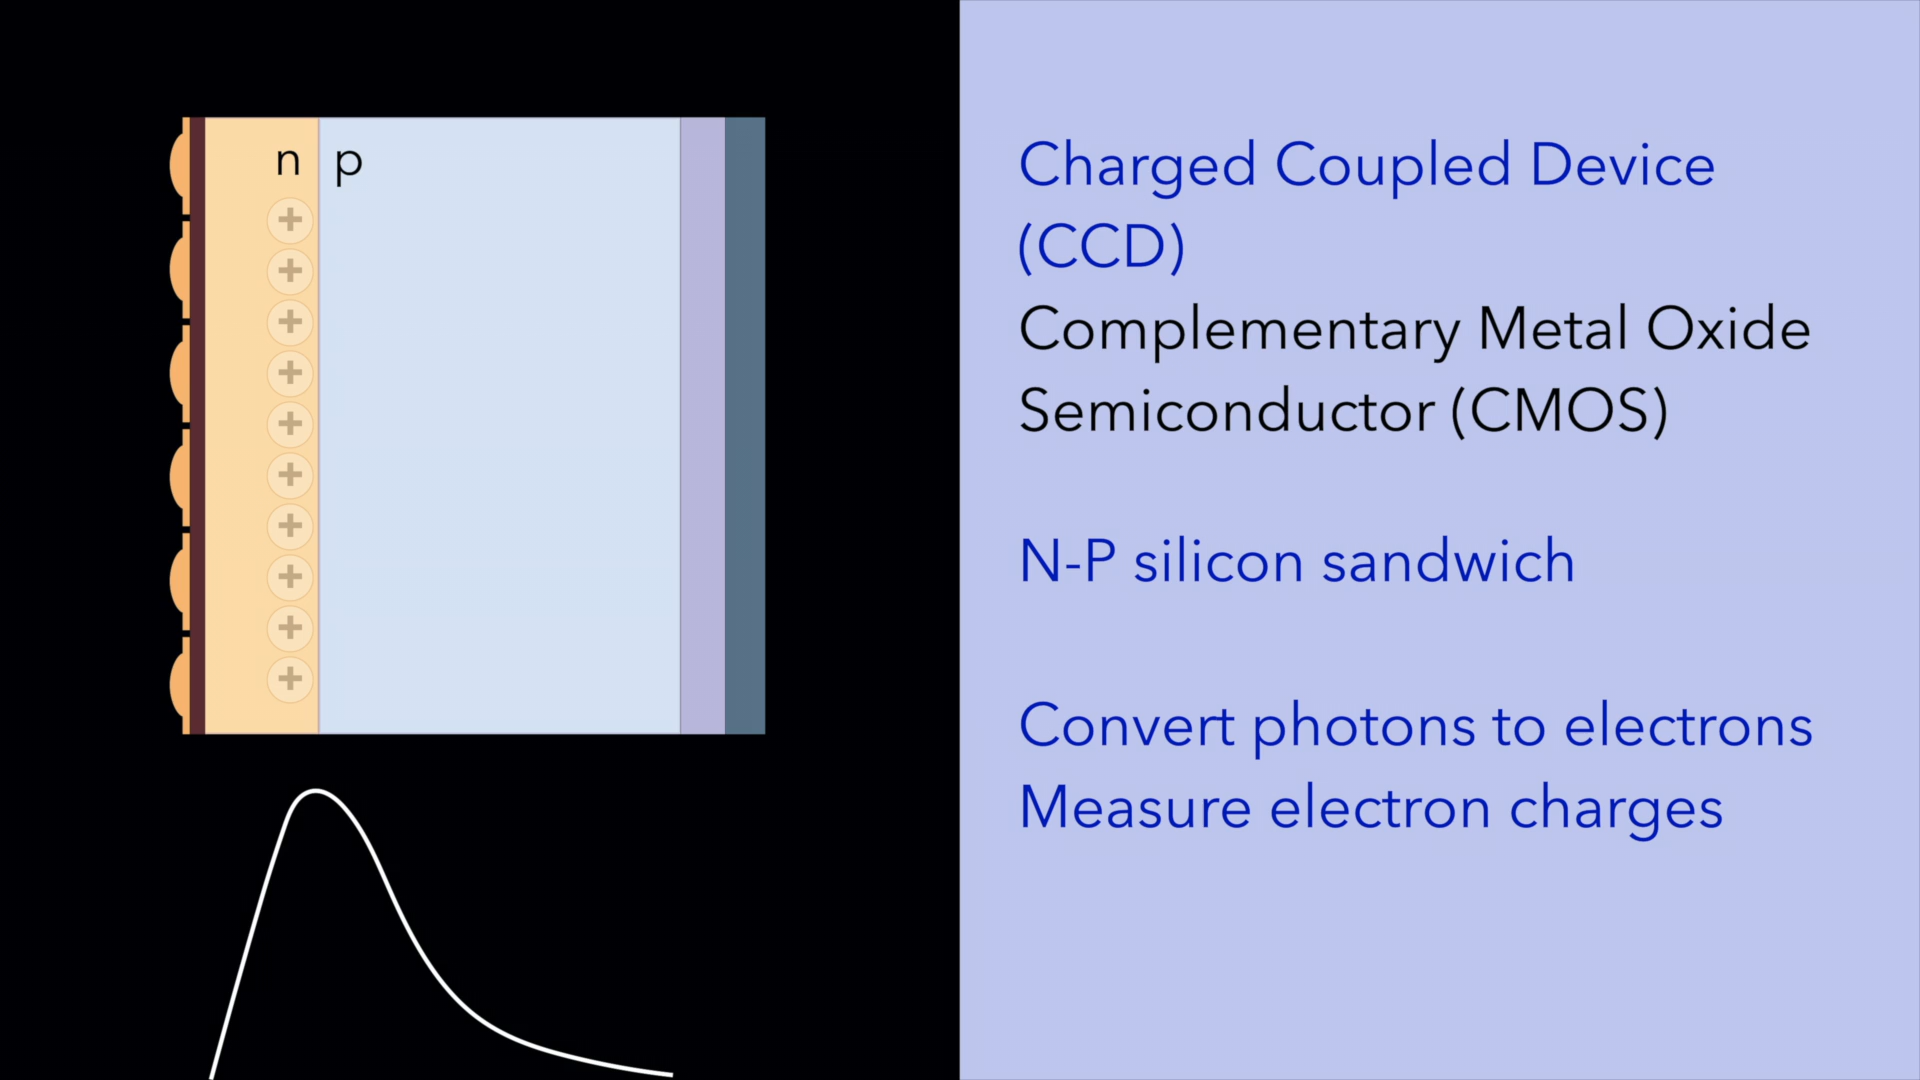 n p
+
+
+
+
+
+
+
+
+
+
Charged Coupled Device
(CCD)
Complementary Metal Oxide
Semiconductor (CMOS)
N-P silicon sandwich
Convert photons to electrons
Measure electron charges